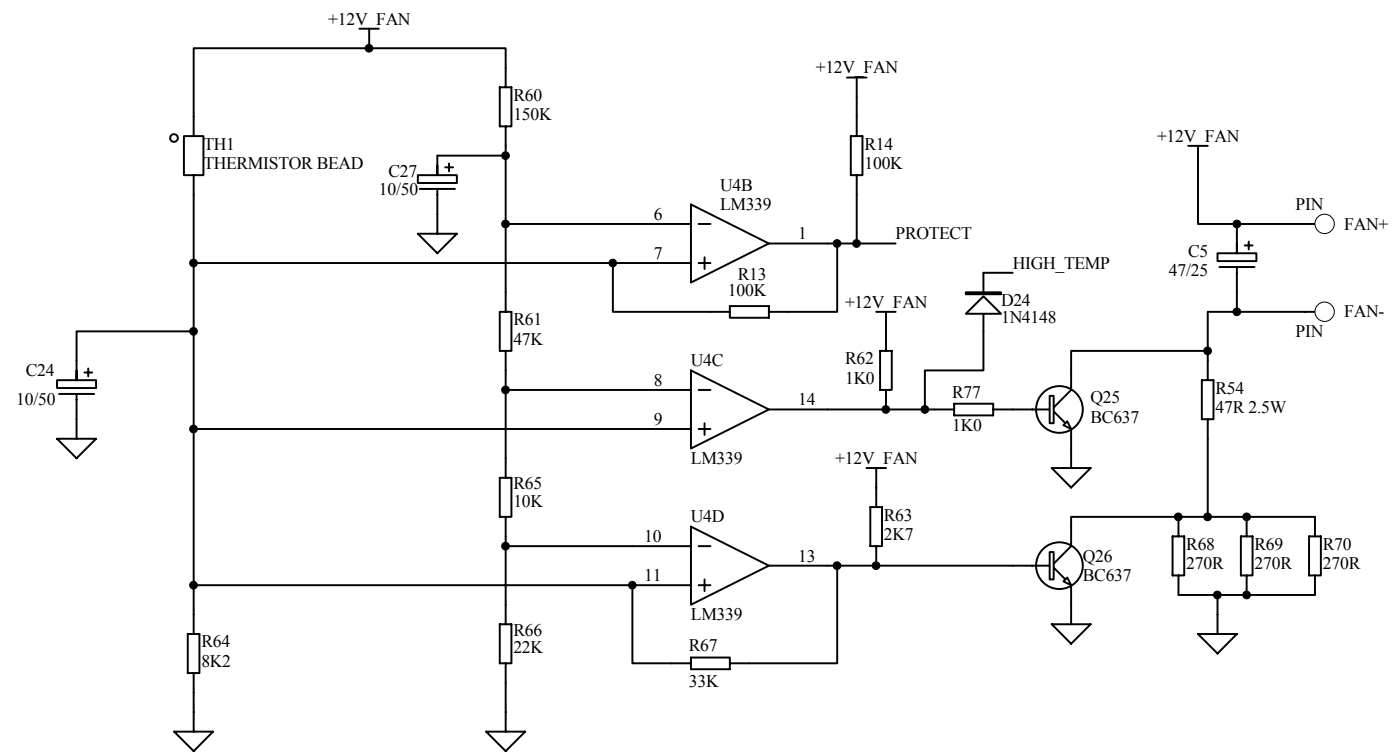 +12V_FAN
R60
150K
TH1
THERMISTOR BEAD
C27
10/50
+
+12V_FAN
R14
100K
U4B
LM339
6
7
1
PROTECT
R13
100K
+12V_FAN
PIN
FAN+
C5
47/25
+
FAN-
PIN
HIGH_TEMP
D24
1N4148
+12V_FAN
R61
47K
C24
10/50
+
U4C
8
9
14
LM339
R62
1K0
R77
1K0
Q25
BC637
R54
47R 2.5W
R65
10K
U4D
10
11
13
LM339
+12V_FAN
R63
2K7
Q26
BC637
R68
270R
R69
270R
R70
270R
R64
8K2
R66
22K
R67
33K